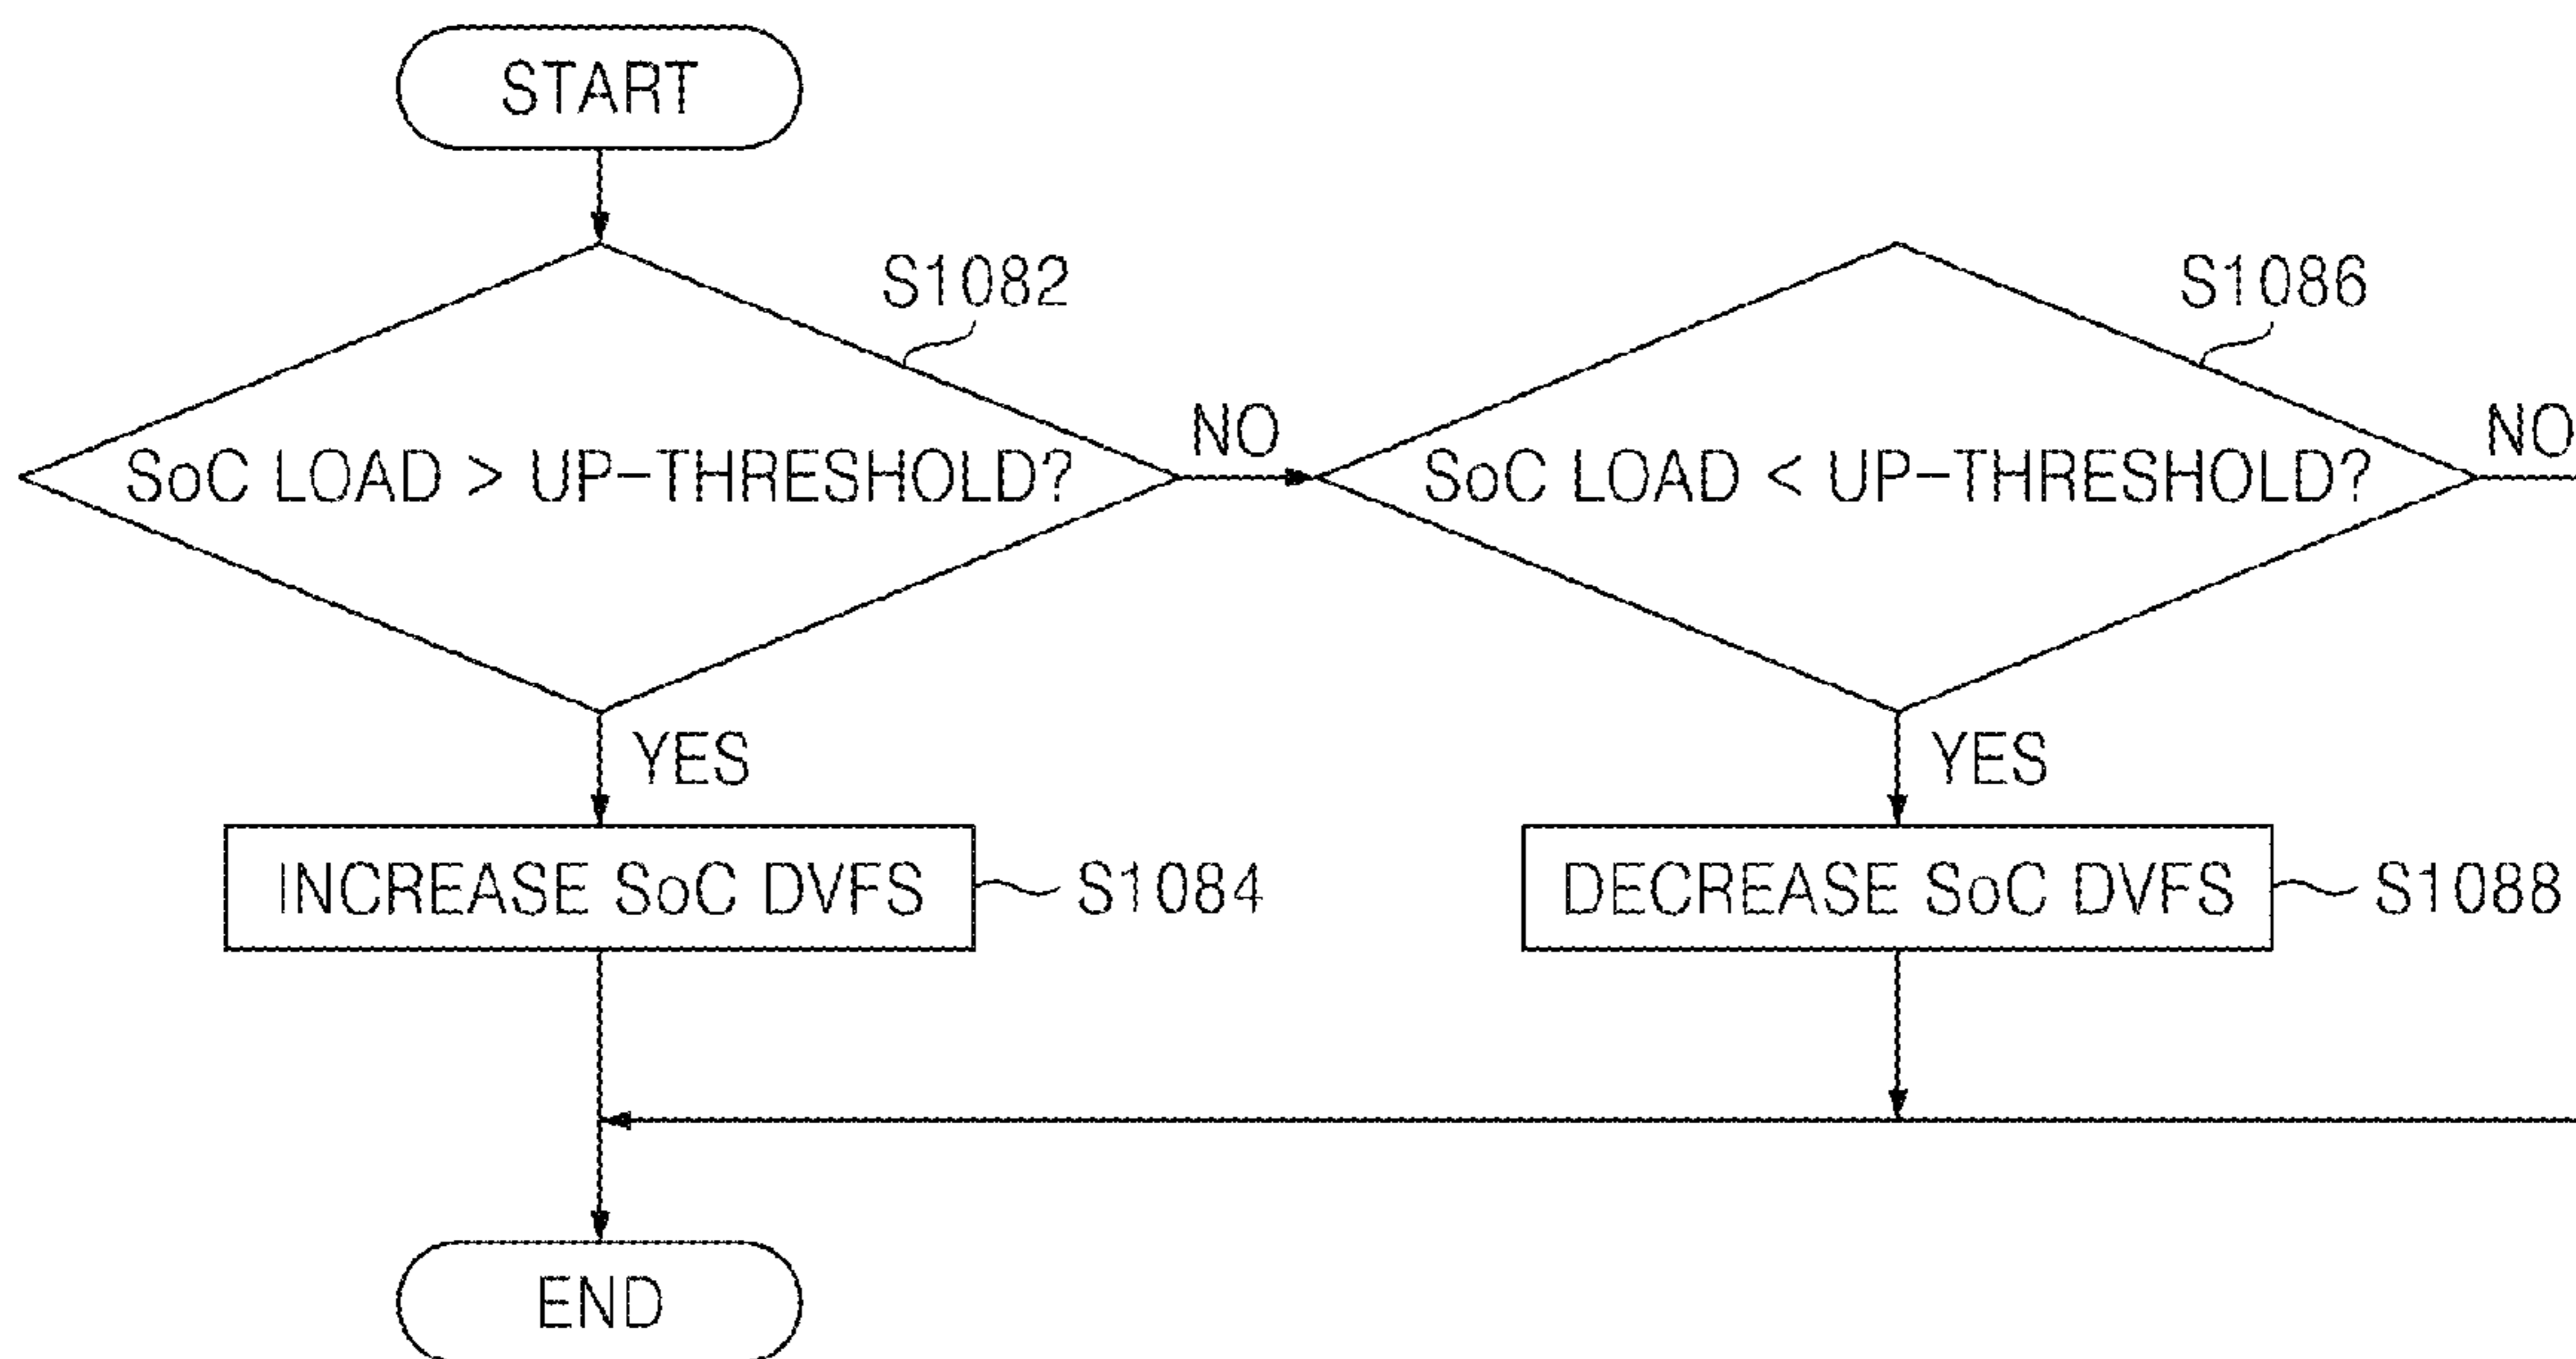 START
S1082
SoC LOAD > UP-THRESHOLD?
NO
S1086
SoC LOAD < UP-THRESHOLD?
NO
YES
YES
INCREASE SoC DVFS
S1084
DECREASE SoC DVFS
S1088
END